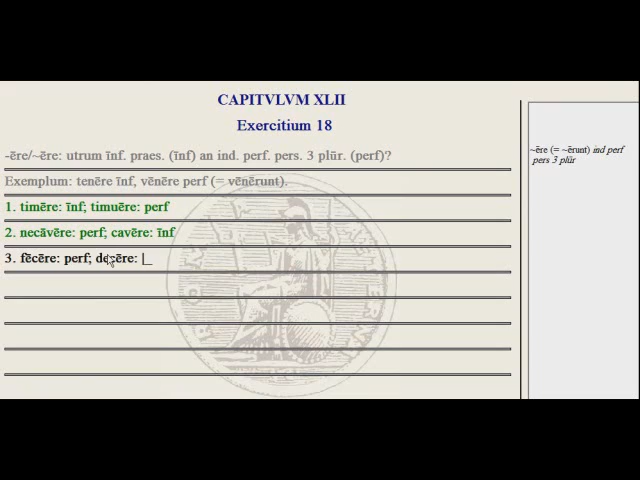 CAPITVLVM XLII
Exercitium 18
-ēre/~ēre: utrum īnf. praes. (īnf) an ind. perf. pers. 3 plūr. (perf)?
Exemplum: tenēre īnf, vēnēre perf (= vēnērunt).
1. timēre: īnf; timuēre: perf
2. necāvēre: perf; cavēre: īnf
3. fēcēre: perf; docēre: |_
~ēre (= ~ērunt) ind perf
pers 3 plūr